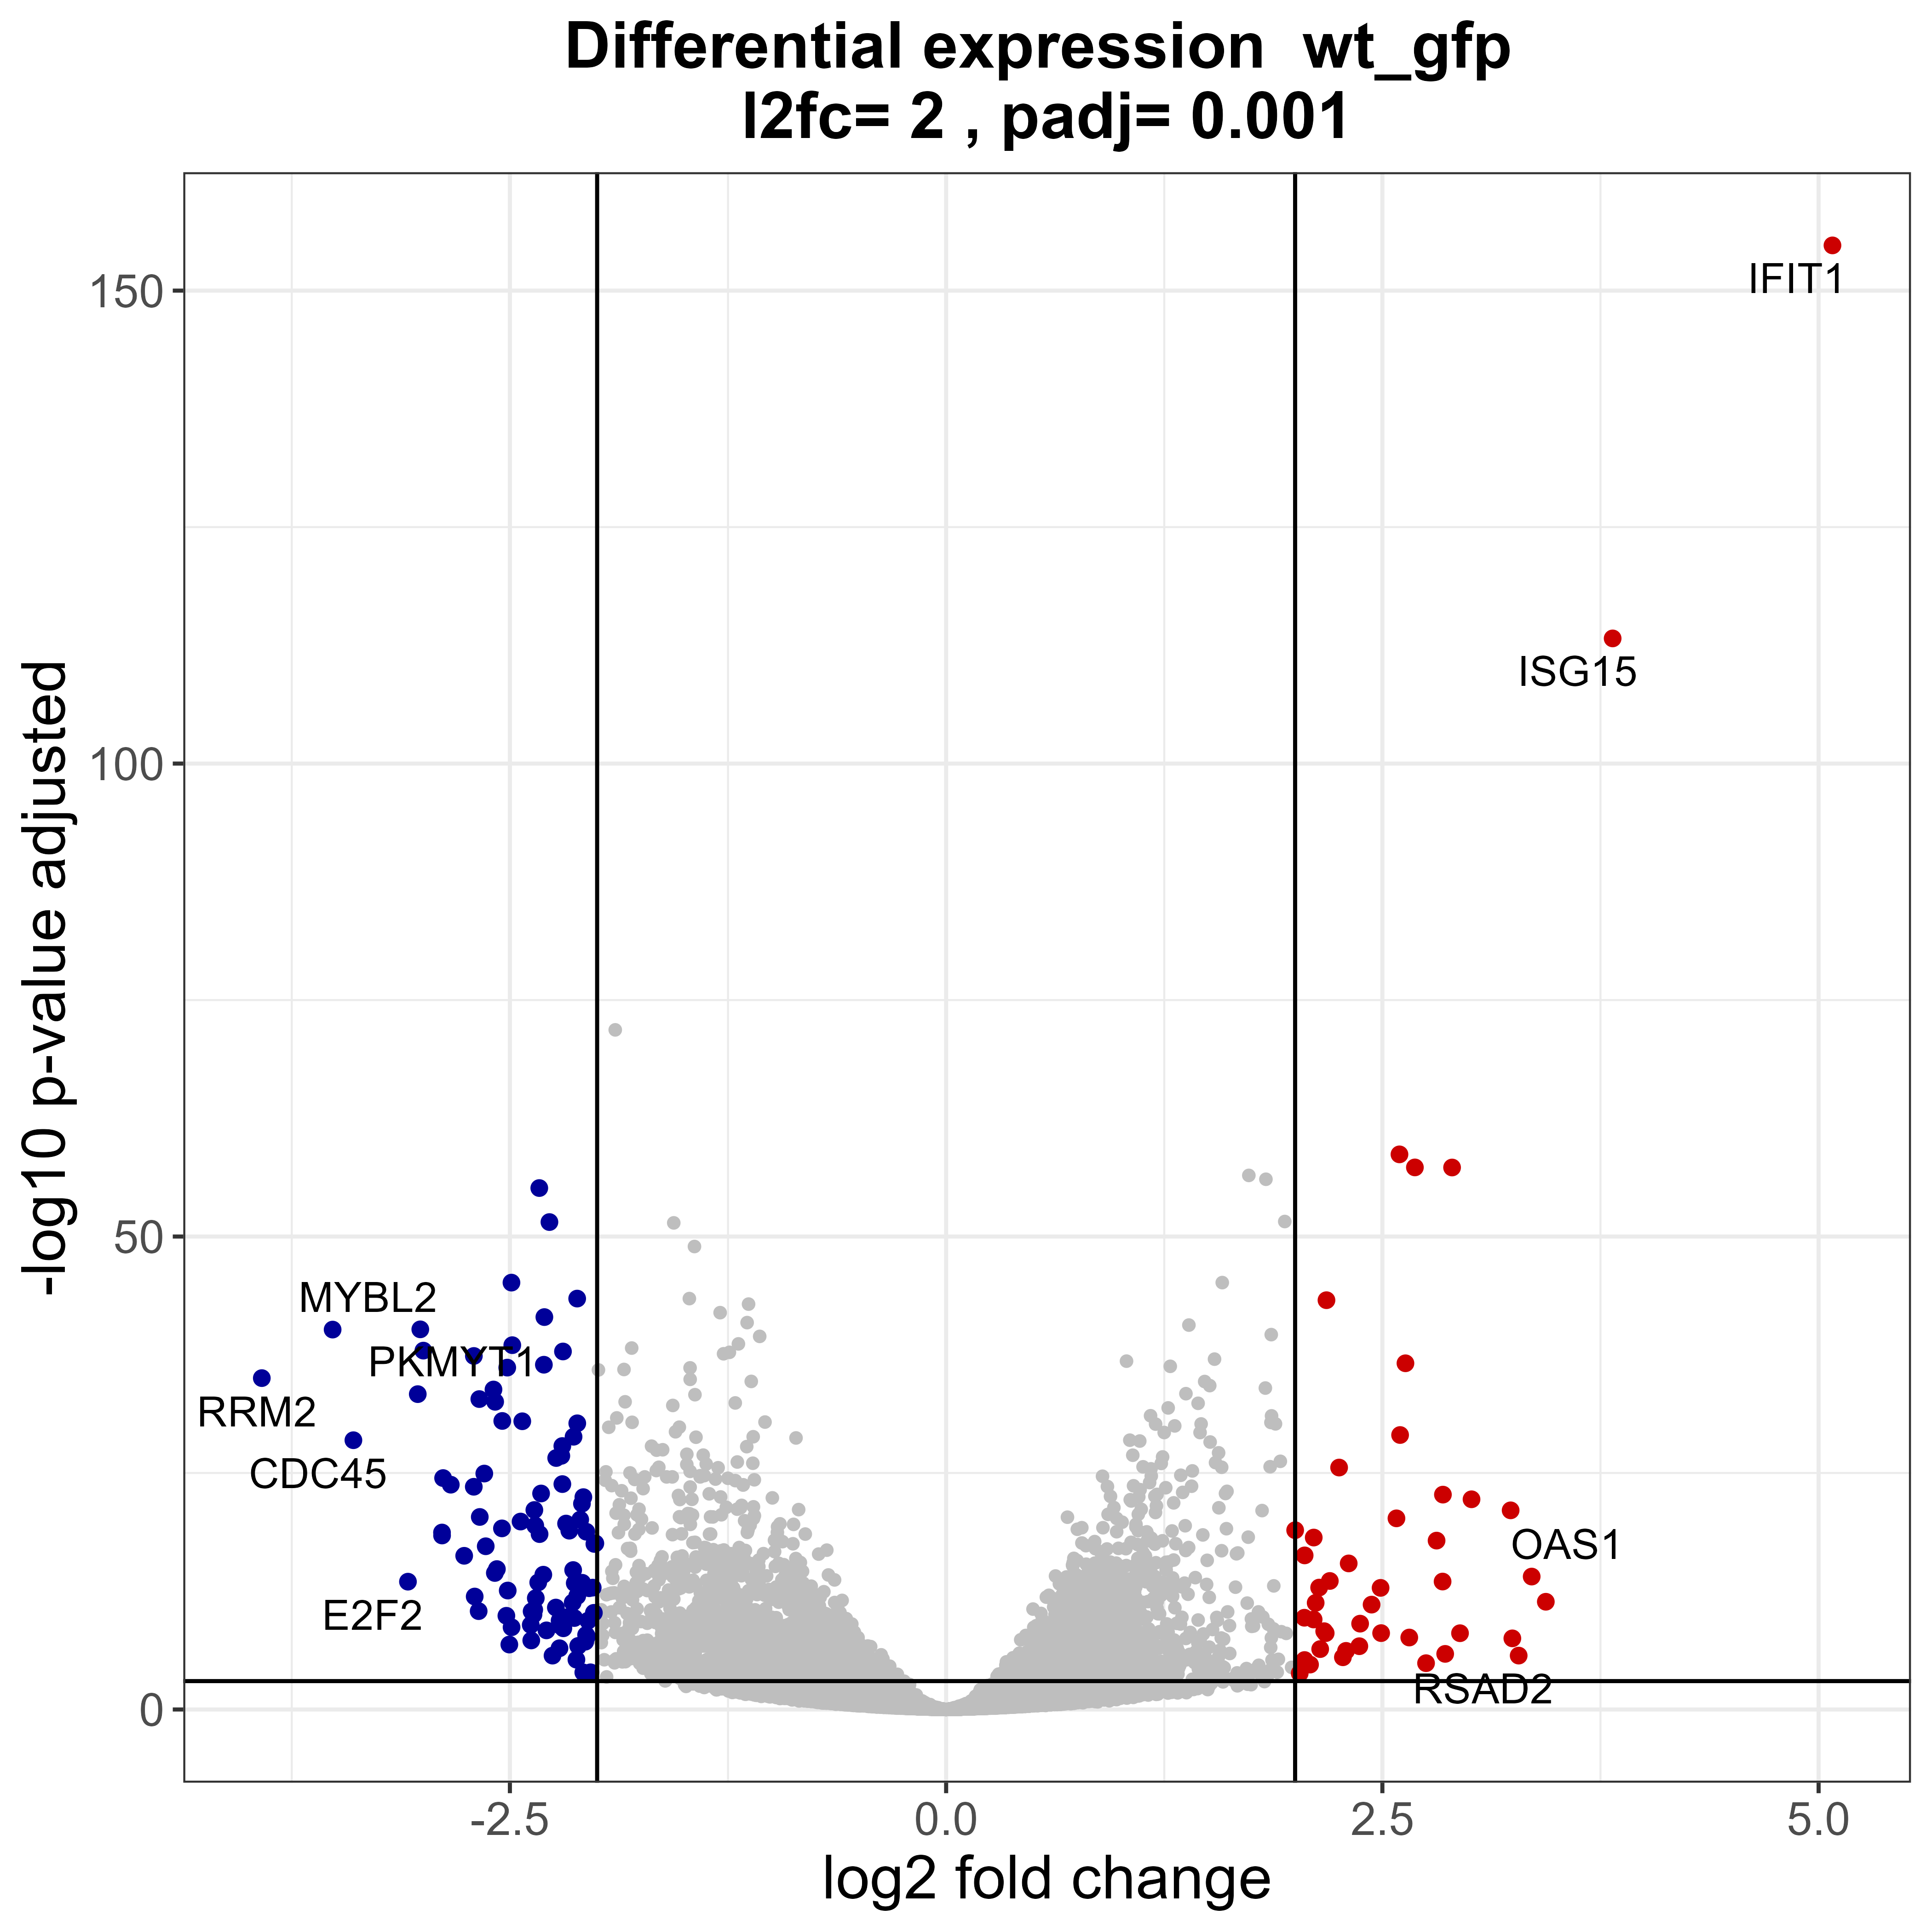 Differential expression  wt_gfp
l2fc= 2 , padj= 0.001
-log10 p-value adjusted
150
100
50
0
IFIT1
ISG15
MYBL2
PKMYT1
RRM2
CDC45
OAS1
E2F2
RSAD2
-2.5 0.0 2.5 5.0
log2 fold change